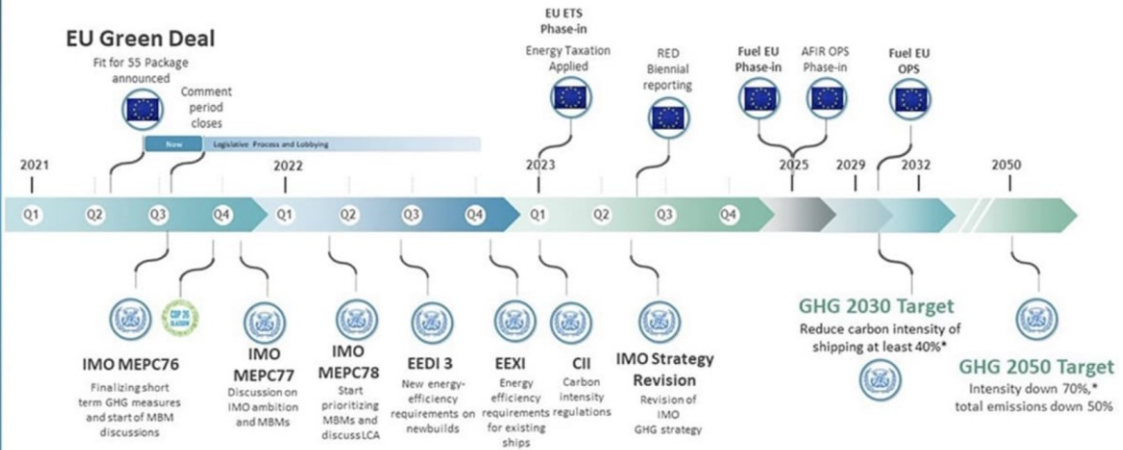 EU Green Deal
Fit for 55 Package
announced
Comment
period
closes
Now
Legislative Process and Lobbying
EU ETS
Phase-in
Energy Taxation
Applied
RED
Biennial
reporting
Fuel EU
Phase-in
AFIR OPS
Phase-in
Fuel EU
OPS
2021
2022
2023
2025
2029
2032
2050
Q1
Q2
Q3
Q4
Q1
Q2
Q3
Q4
Q1
Q2
Q3
Q4
COP 26
GLASGOW
IMO MEPC76
Finalizing short
term GHG measures
and start of MBM
discussions
IMO
MEPC77
Discussion on
IMO ambition
and MBMs
IMO
MEPC78
Start
prioritizing
MBMs and
discuss LCA
EEDI 3
New energy-
efficiency
requirements on
newbuilds
EEXI
Energy
efficiency
requirements
for existing
ships
CII
Carbon
intensity
regulations
IMO Strategy
Revision
Revision of
IMO
GHG strategy
GHG 2030 Target
Reduce carbon intensity of
shipping at least 40%*
GHG 2050 Target
Intensity down 70%,*
total emissions down 50%